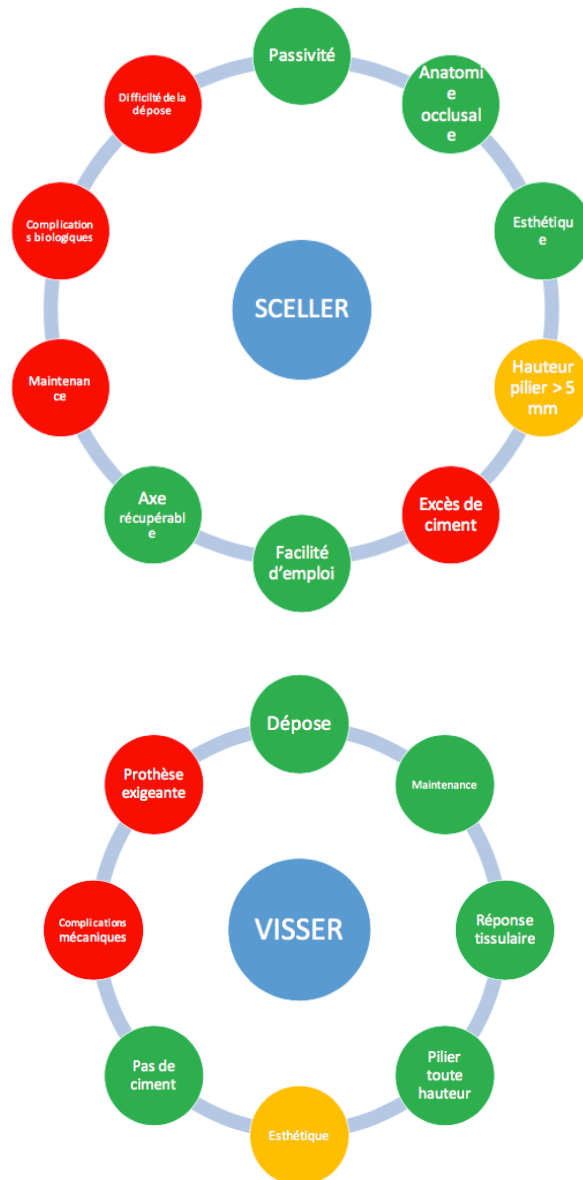 Passivité
Anatomi
e
occlusal
e
Esthétiqu
e
Hauteur
pilier > 5
mm
Excès de
ciment
Facilité
d'emploi
Axe
récupérabl
e
Maintenan
ce
Complication
s biologiques
Difficilté de la
dépose
SCELLER
Dépose
Maintenance
Réponse
tissulaire
Pilier
toute
hauteur
Esthétique
Pas de
ciment
Complications
mécaniques
Prothèse
exigeante
VISSER